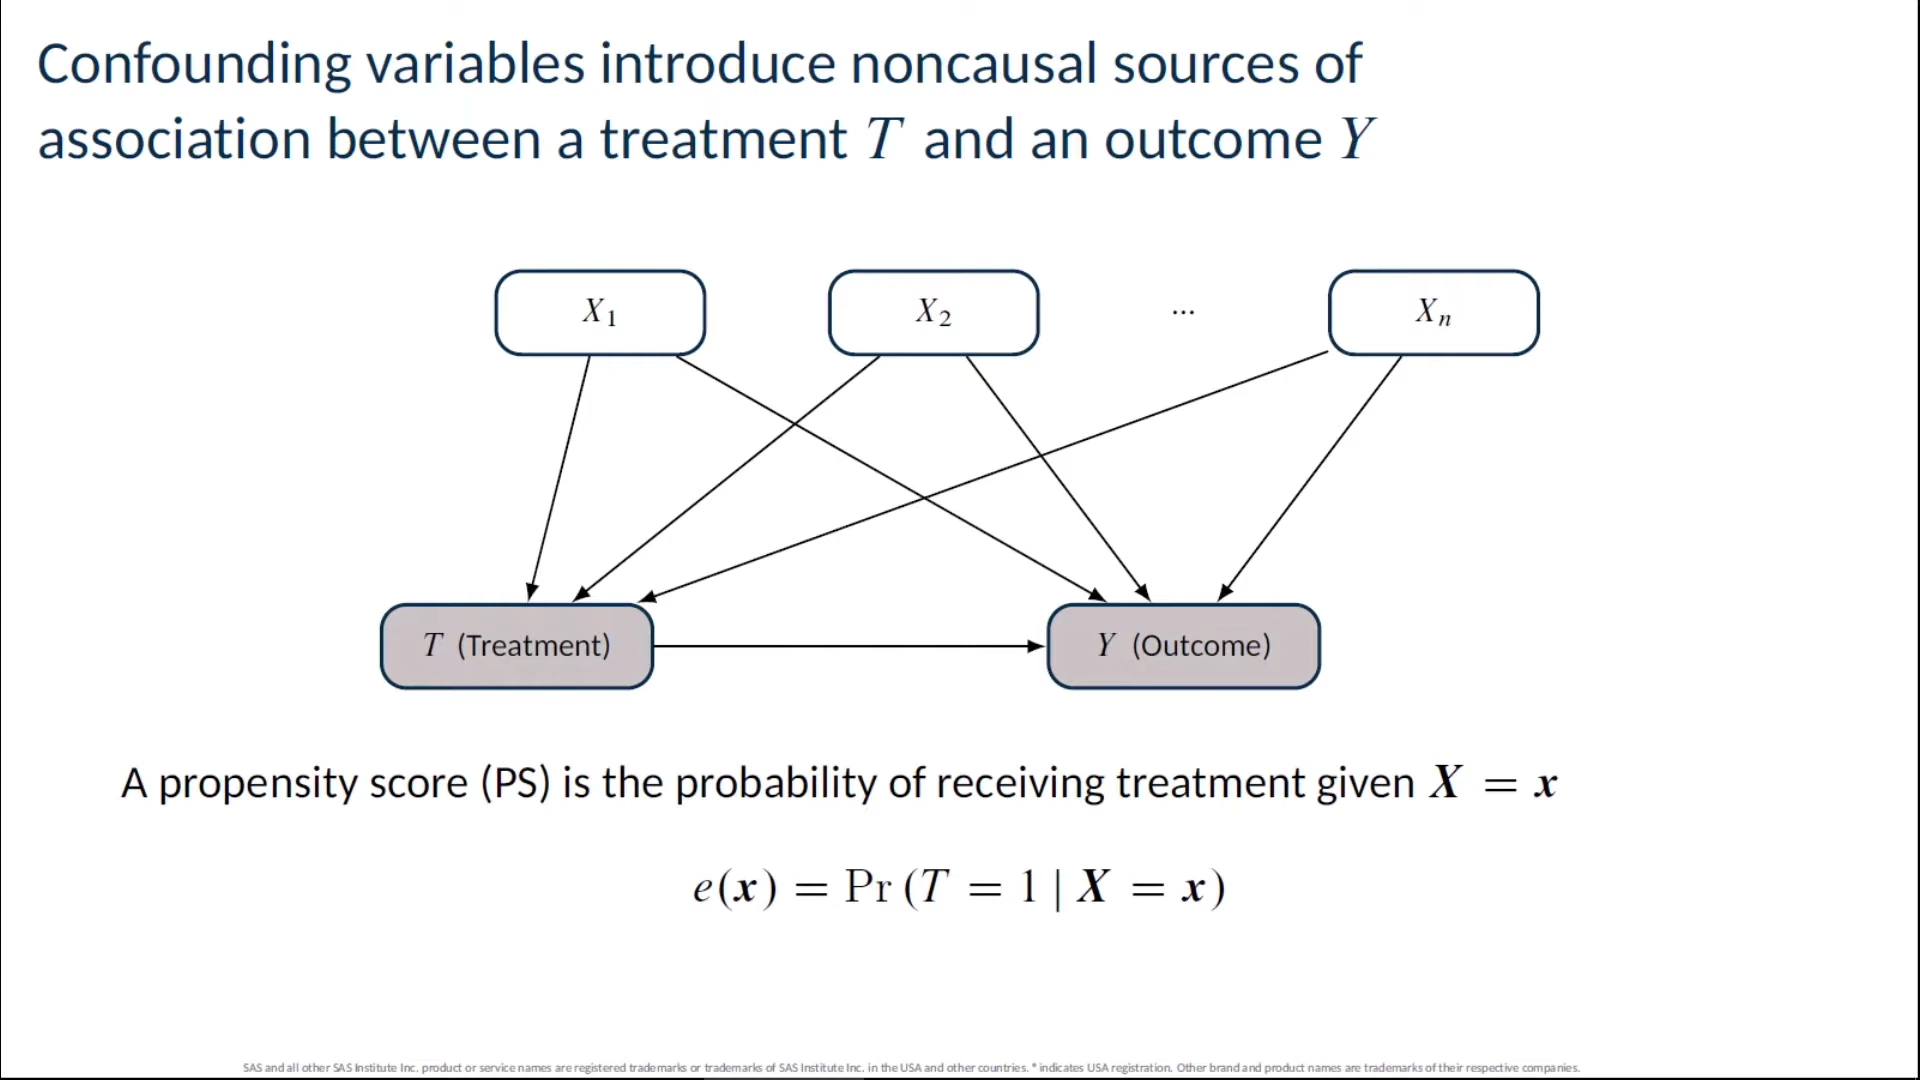 Confounding variables introduce noncausal sources of
association between a treatment T and an outcome Y
X₁ X₂ ... Xₙ
T (Treatment) Y (Outcome)
A propensity score (PS) is the probability of receiving treatment given X = x
e(x) = Pr (T = 1 | X = x)
SAS and all other SAS Institute Inc. product or service names are registered trademarks or trademarks of SAS Institute Inc. in the USA and other countries. ® indicates USA registration. Other brand and product names are trademarks of their respective companies.